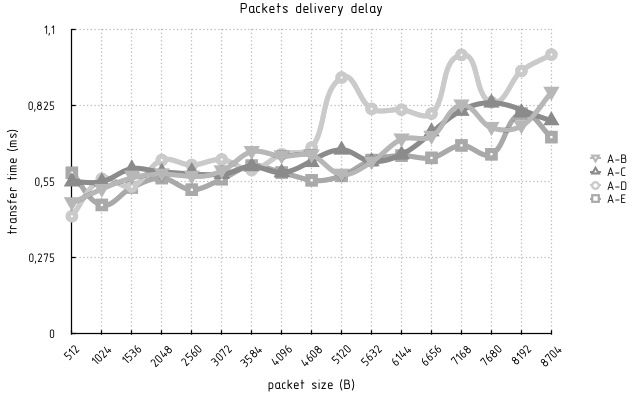 Packets delivery delay
1,1
0,825
0,55
0,275
0
transfer time (ms)
512 1024 1536 2048 2560 3072 3584 4096 4608 5120 5632 6144 6656 7168 7680 8192 8704
packet size (B)
A-B
A-C
A-D
A-E